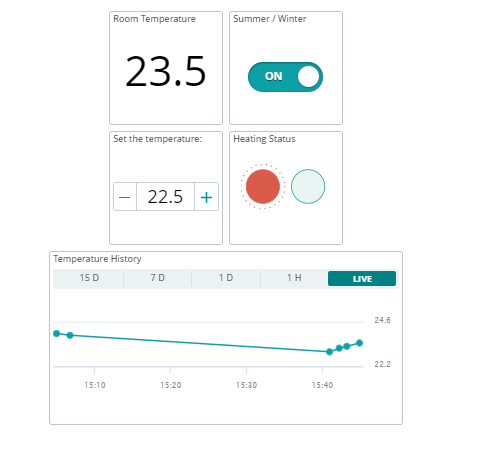 Room Temperature
Summer / Winter
23.5
ON
Set the temperature:
Heating Status
— 22.5 +
Temperature History
15 D 7 D 1 D 1 H LIVE
24.6
22.2
15:10 15:20 15:30 15:40